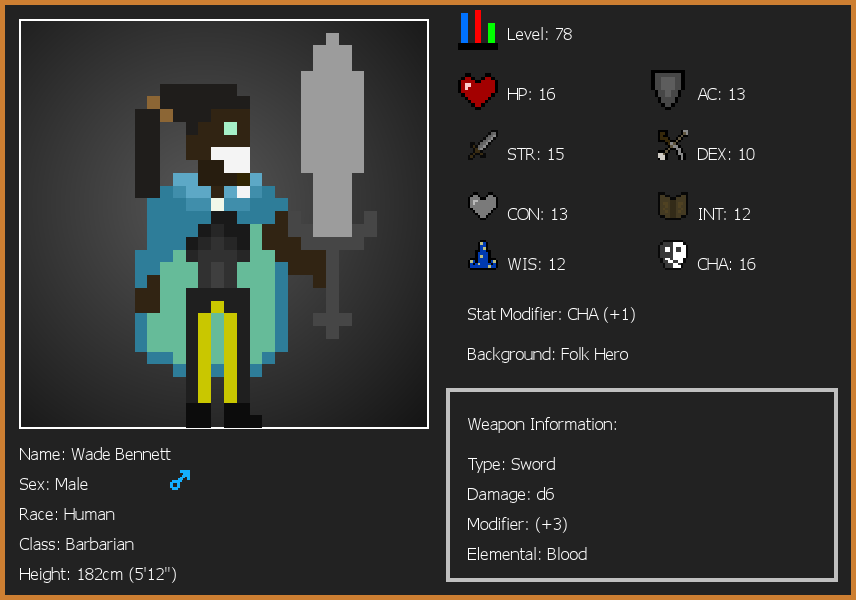 Level: 78
HP: 16
AC: 13
STR: 15
DEX: 10
CON: 13
INT: 12
WIS: 12
CHA: 16
Stat Modifier: CHA (+1)
Background: Folk Hero
Weapon Information:
Type: Sword
Damage: d6
Modifier: (+3)
Elemental: Blood
Name: Wade Bennett
Sex: Male
Race: Human
Class: Barbarian
Height: 182cm (5'12")